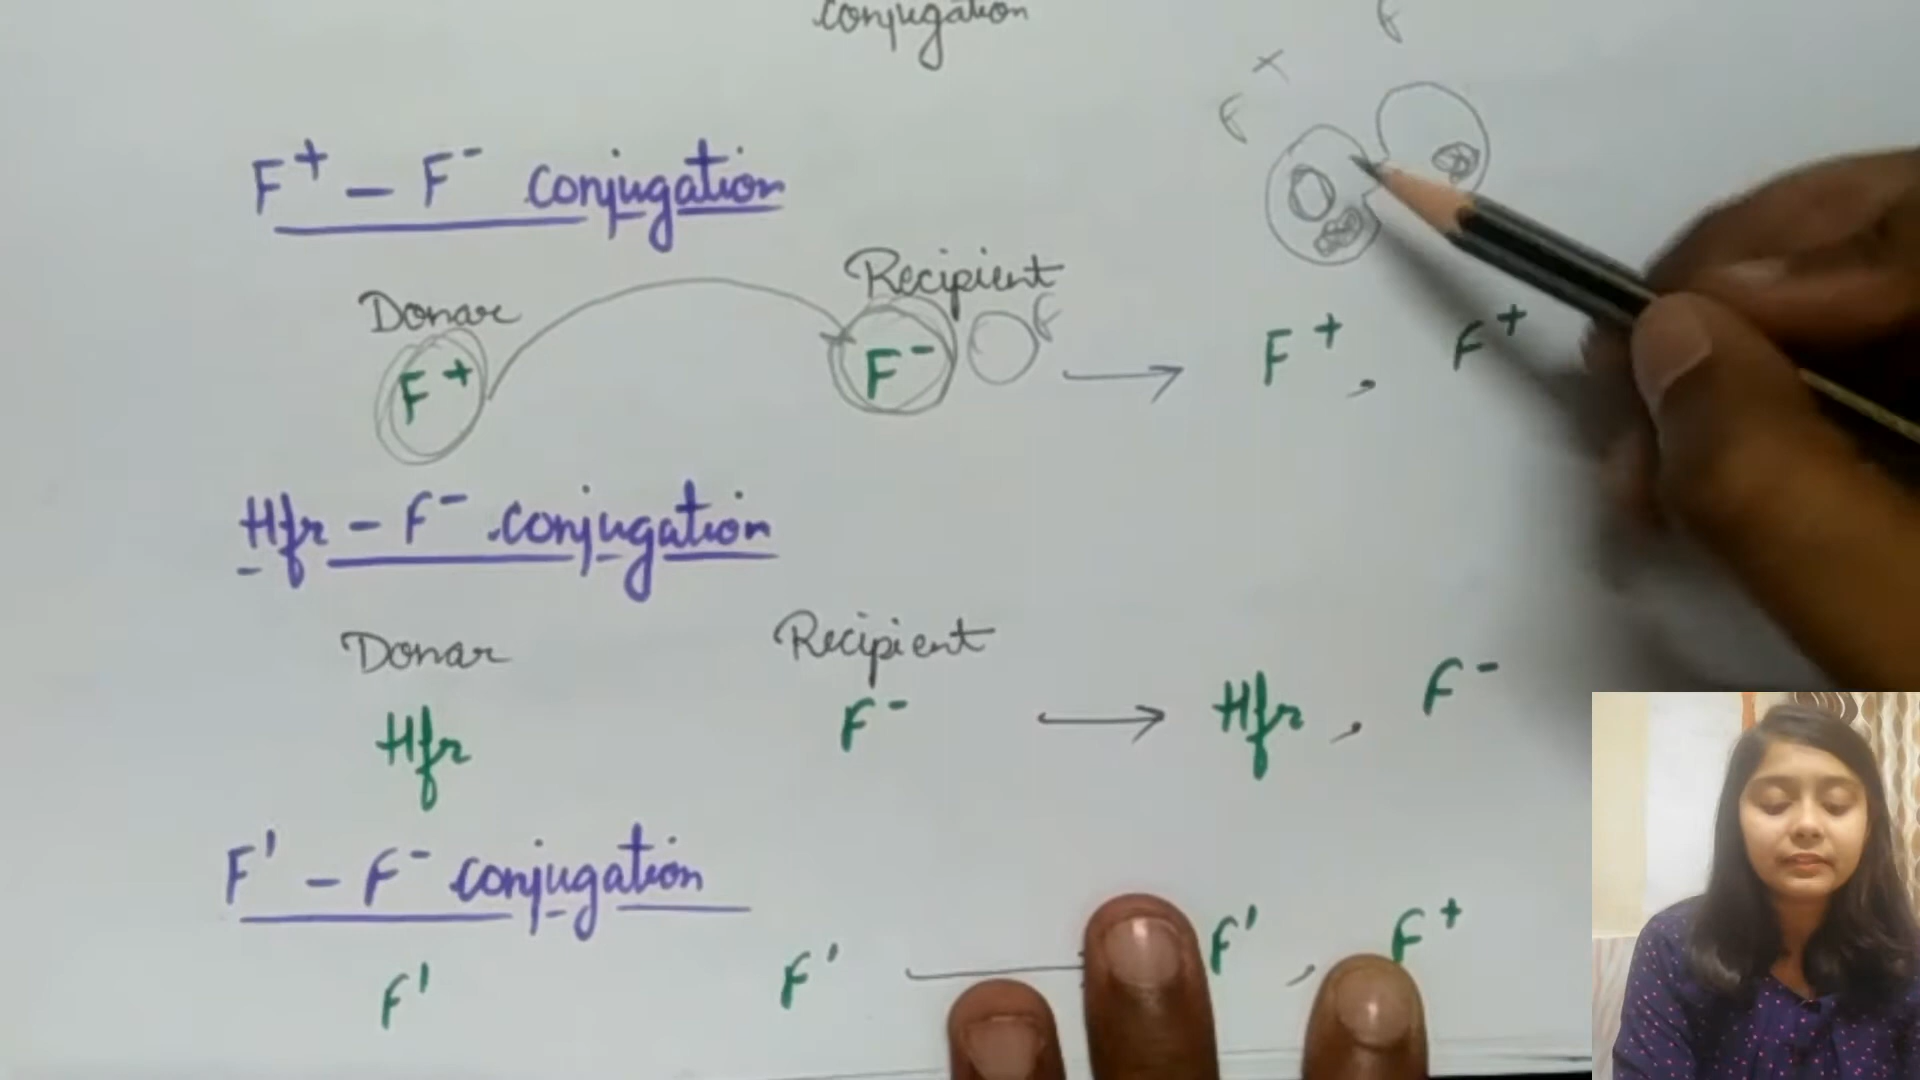 conjugation
F
F +
F⁺ - F⁻ conjugation
Donar Recipient
F⁺ F⁻ F → F⁺, F⁺
Hfr - F⁻ conjugation
Donar Recipient
Hfr F⁻ → Hfr, F⁻
F' - F⁻ conjugation
F' F' F', F⁺